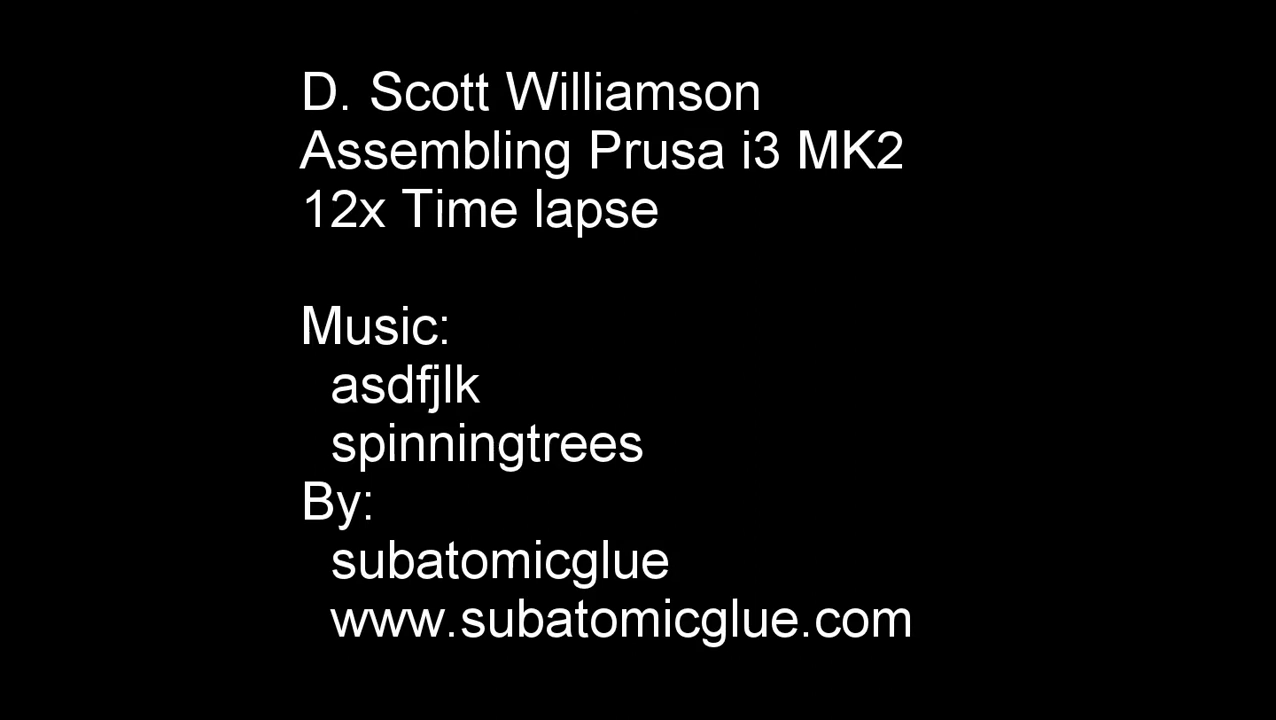 D. Scott Williamson
Assembling Prusa i3 MK2
12x Time lapse
Music:
asdfjlk
spinningtrees
By:
subatomicglue
www.subatomicglue.com